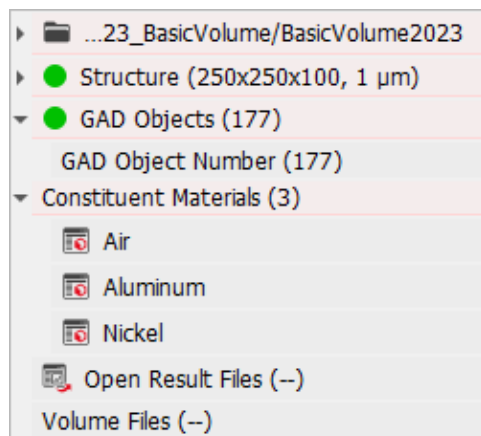 ...23_BasicVolume/BasicVolume2023
Structure (250x250x100, 1 µm)
GAD Objects (177)
GAD Object Number (177)
Constituent Materials (3)
Air
Aluminum
Nickel
Open Result Files (--)
Volume Files (--)